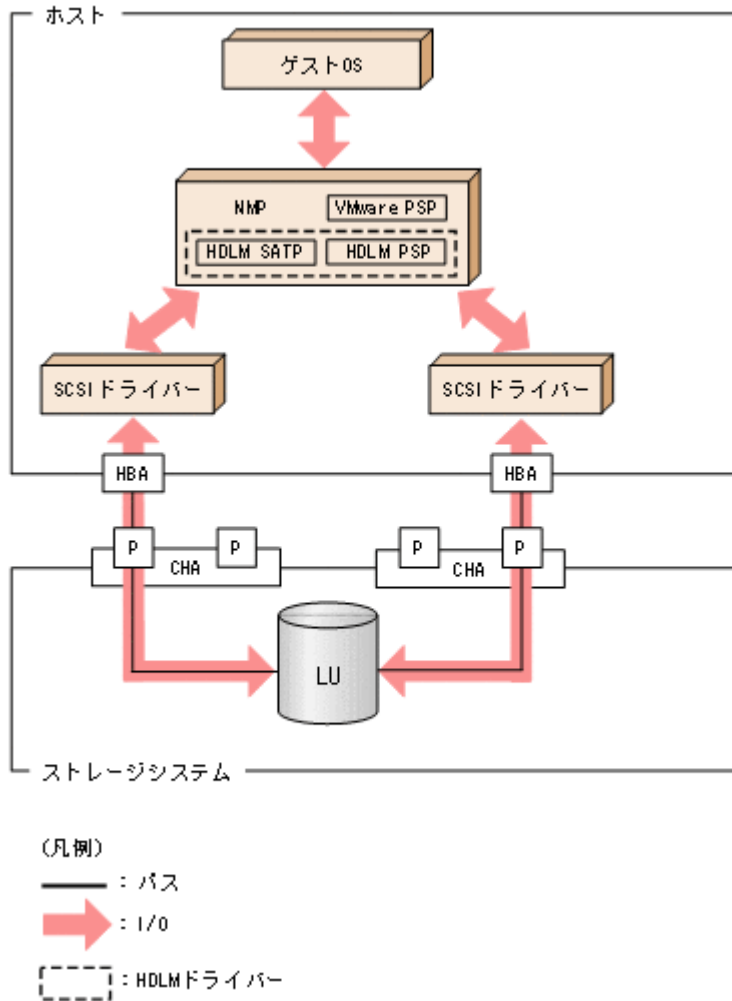 ホスト
ゲストOS
NMP
VMware PSP
HDLM SATP
HDLM PSP
SCSIドライバー
SCSIドライバー
HBA
HBA
P
P
P
P
CHA
CHA
LU
ストレージシステム
(凡例)
：パス
：I/O
：HDLMドライバー